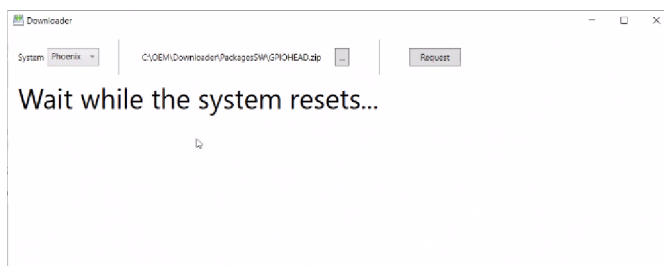 Downloader
System Phoenix C:\OEM\Downloader\PackagesSW\GPIOHEAD.zip ... Request
Wait while the system resets...